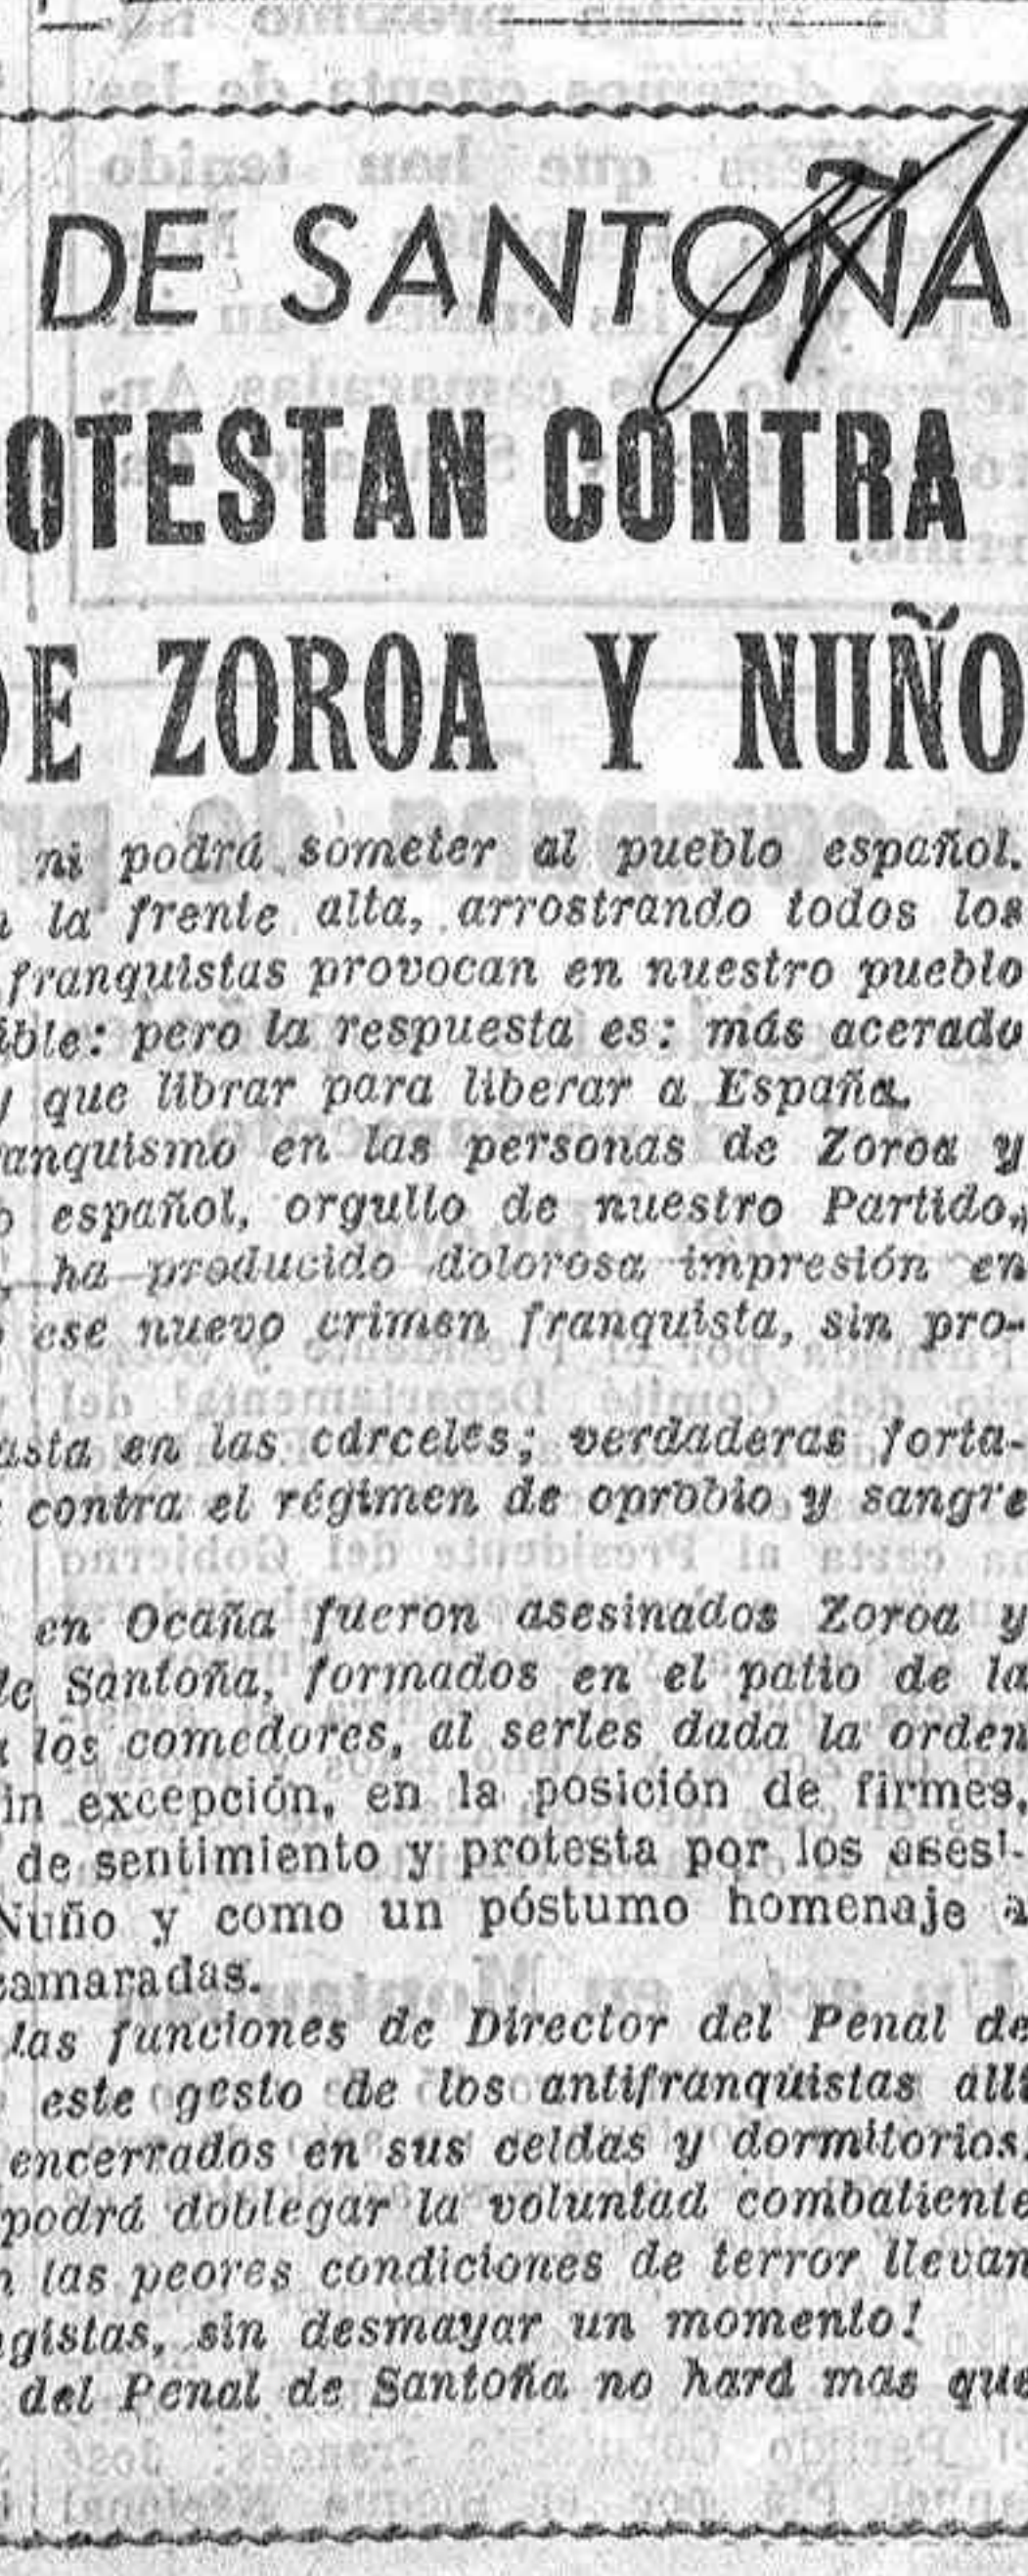 DE SANTOÑA
OTESTAN CONTRA
DE ZOROA Y NUÑO
ni podrá someter al pueblo español.
la frente alta, arrostrando todos los
franquistas provocan en nuestro pueblo
ible: pero la respuesta es: más acerado
y que librar para liberar a España.
anquismo en las personas de Zoroa y
español, orgullo de nuestro Partido,
ha producido dolorosa impresión en
ese nuevo crimen franquista, sin pro-
asta en las cárceles; verdaderas forta-
contra el régimen de oprobio y sangre
en Ocaña fueron asesinados Zoroa y
de Santoña, formados en el patio de la
los comedores, al serles dada la orden
in excepción, en la posición de firmes,
de sentimiento y protesta por los asesi-
Nuño y como un póstumo homenaje a
camaradas.
las funciones de Director del Penal de
este gesto de los antifranquistas allí
encerrados en sus celdas y dormitorios.
podrá doblegar la voluntad combatiente
las peores condiciones de terror llevan
gistas, sin desmayar un momento!
del Penal de Santoña no hará mas que